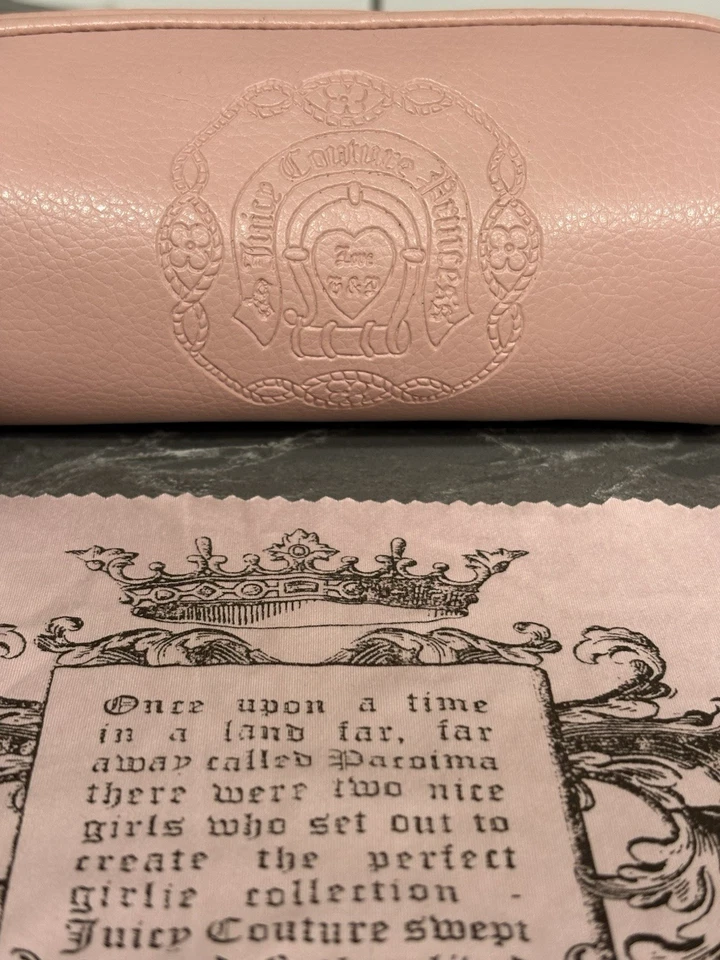 Juicy Couture Princess
Love
P & G
Once upon a time
in a land far, far
away called Pacoima
there were two nice
girls who set out to
create the perfect
girlie collection -
Juicy Couture swept